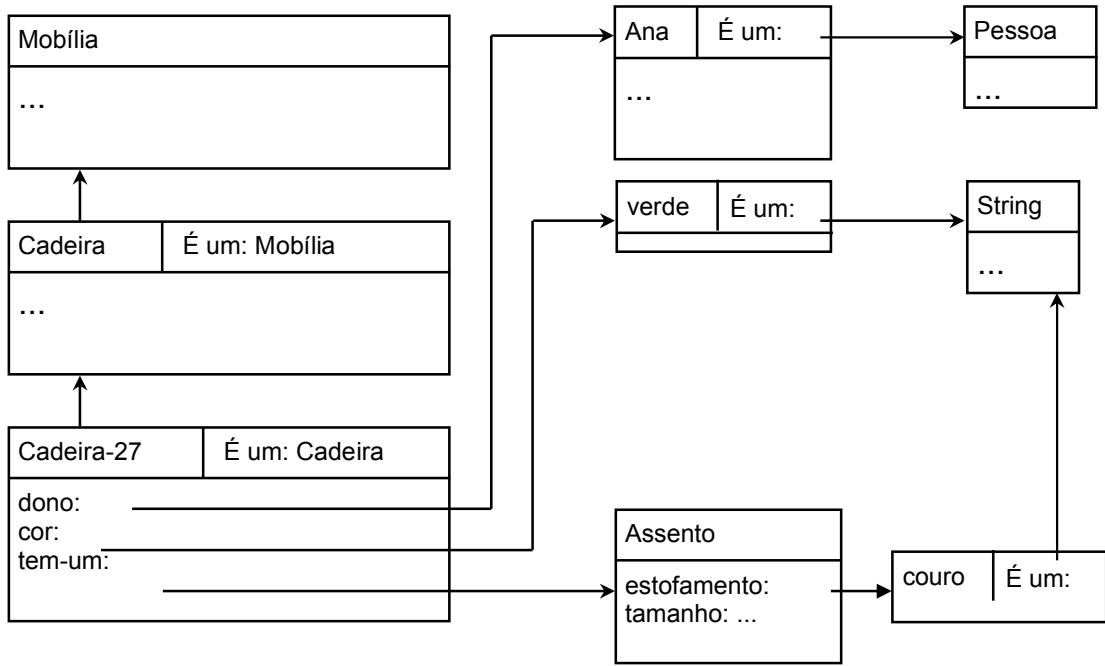 Mobília
...
Ana
É um:
...
Pessoa
...
Cadeira
É um: Mobília
...
verde
É um:
String
...
Cadeira-27
É um: Cadeira
dono:
cor:
tem-um:
Assento
estofamento:
tamanho: ...
couro
É um: